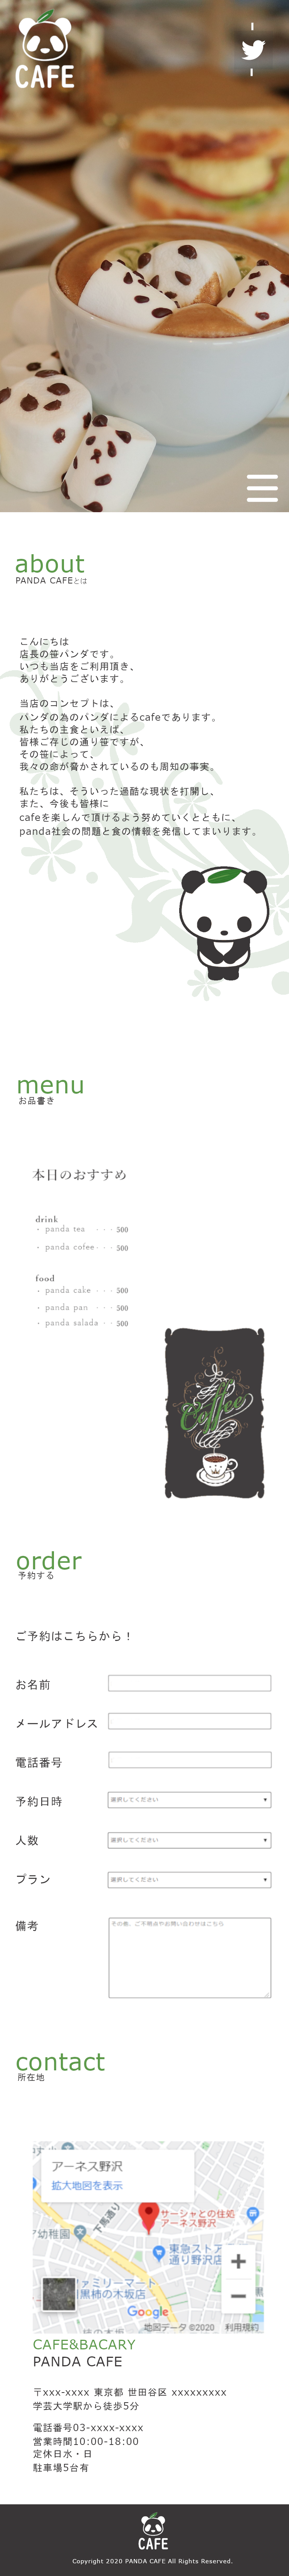 CAFE
about
PANDA CAFEとは
こんにちは
店長の笹パンダです。
いつも当店をご利用頂き、
ありがとうございます。
当店のコンセプトは、
パンダの為のパンダによるcafeであります。
私たちの主食といえば、
皆様ご存じの通り笹ですが、
その笹によって、
我々の命が脅かされているのも周知の事実。
私たちは、そういった過酷な現状を打開し、
また、今後も皆様に
cafeを楽しんで頂けるよう努めていくとともに、
panda社会の問題と食の情報を発信してまいります。
menu
お品書き
本日のおすすめ
drink
・ panda tea ・・・ 500
・ panda cofee ・・・ 500
food
・ panda cake ・・・ 500
・ panda pan ・・・ 500
・ panda salada ・・・ 500
Coffee
order
予約する
ご予約はこちらから！
お名前
メールアドレス
電話番号
予約日時 選択してください ▼
人数 選択してください ▼
プラン 選択してください ▼
備考 その他、ご不明点やお問い合わせはこちら
contact
所在地
アーネス野沢
拡大地図を表示
下馬通り
サーシャとの住処
アーネス野沢
幼稚園
東急ストア
通り野沢店
ァミリーマート
黒柿の木坂店
Google
地図データ ©2020 利用規約
CAFE&BACARY
PANDA CAFE
〒xxx-xxxx 東京都 世田谷区 xxxxxxxxx
学芸大学駅から徒歩5分
電話番号03-xxxx-xxxx
営業時間10:00-18:00
定休日水・日
駐車場5台有
CAFE
Copyright 2020 PANDA CAFE All Rights Reserved.